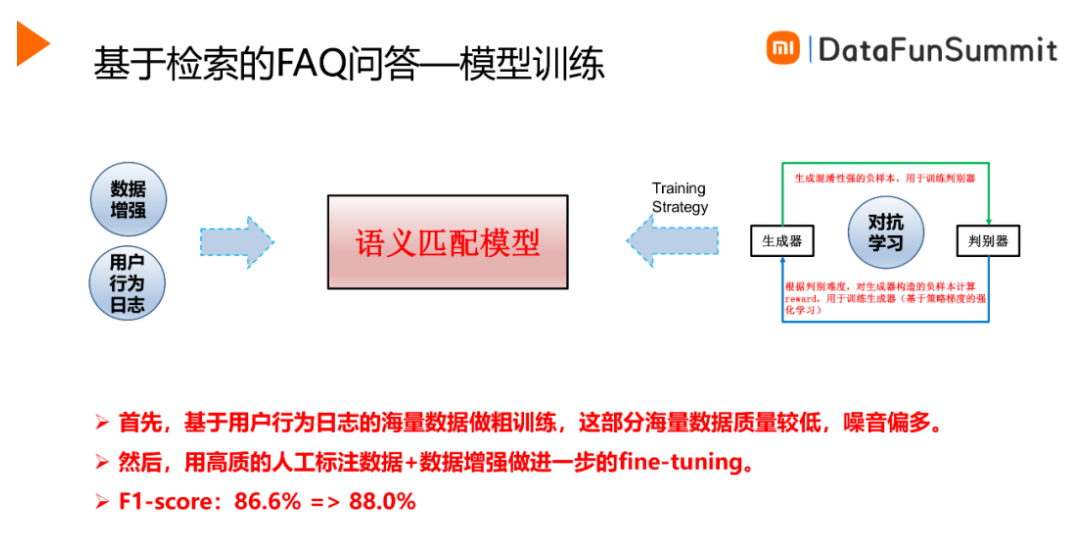 基于检索的FAQ问答—模型训练
mi DataFunSummit
数据
增强
用户
行为
日志
语义匹配模型
Training
Strategy
生成混淆性强的负样本，用于训练判别器
生成器
对抗
学习
判别器
根据判别难度，对生成器构造的负样本计算
reward，用于训练生成器（基于策略梯度的强
化学习）
➢ 首先，基于用户行为日志的海量数据做粗训练，这部分海量数据质量较低，噪音偏多。
➢ 然后，用高质的人工标注数据+数据增强做进一步的fine-tuning。
➢ F1-score：86.6% => 88.0%